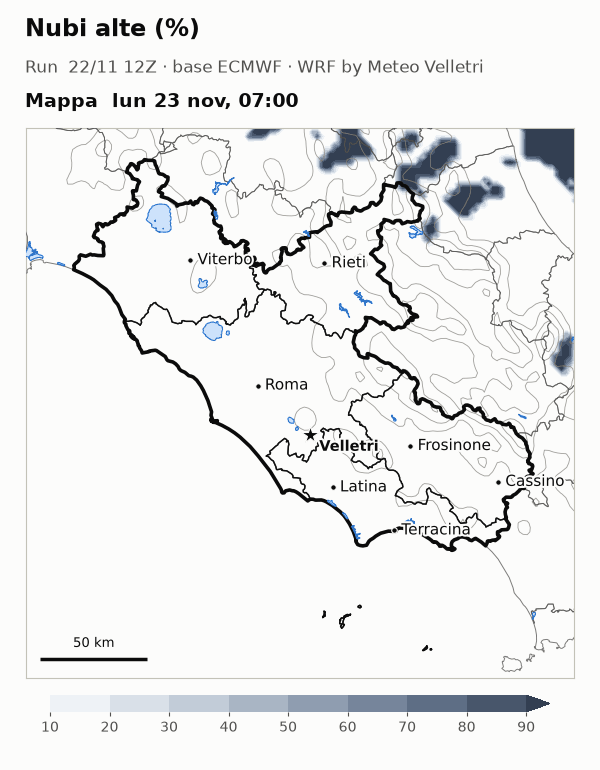 Nubi alte (%)
Run  22/11 12Z · base ECMWF · WRF by Meteo Velletri
Mappa  lun 23 nov, 07:00
Viterbo
Rieti
Roma
Velletri
Frosinone
Latina
Cassino
Terracina
50 km
10 20 30 40 50 60 70 80 90